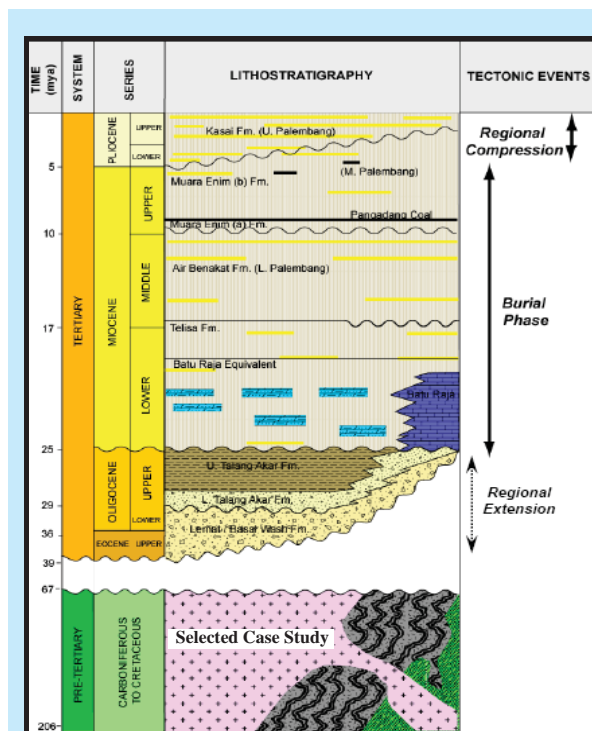 TIME (mya)
SYSTEM
SERIES
LITHOSTRATIGRAPHY
TECTONIC EVENTS
5
10
17
25
29
36
39
67
206
TERTIARY
PRE-TERTIARY
PLIOCENE
UPPER
LOWER
MIOCENE
UPPER
MIDDLE
LOWER
OLIGOCENE
UPPER
LOWER
EOCENE
UPPER
CARBONIFEROUS
TO CRETACEOUS
Kasai Fm. (U. Palembang)
(M. Palembang)
Muara Enim (b) Fm.
Pangadang Coal
Muara Enim (a) Fm.
Air Benakat Fm. (L. Palembang)
Telisa Fm.
Batu Raja Equivalent
Batu Raja
U. Talang Akar Fm.
L. Talang Akar Fm.
Lemat / Basal Wash Fm.
Selected Case Study
Regional
Compression
Burial
Phase
Regional
Extension